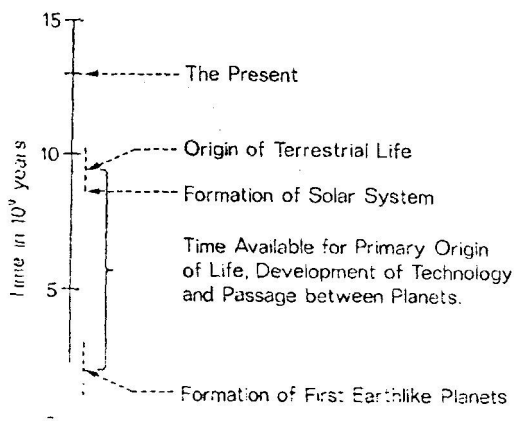 15
The Present
10
Origin of Terrestrial Life
Formation of Solar System
Time in 10⁹ years
Time Available for Primary Origin
of Life, Development of Technology
and Passage between Planets.
5
Formation of First Earthlike Planets